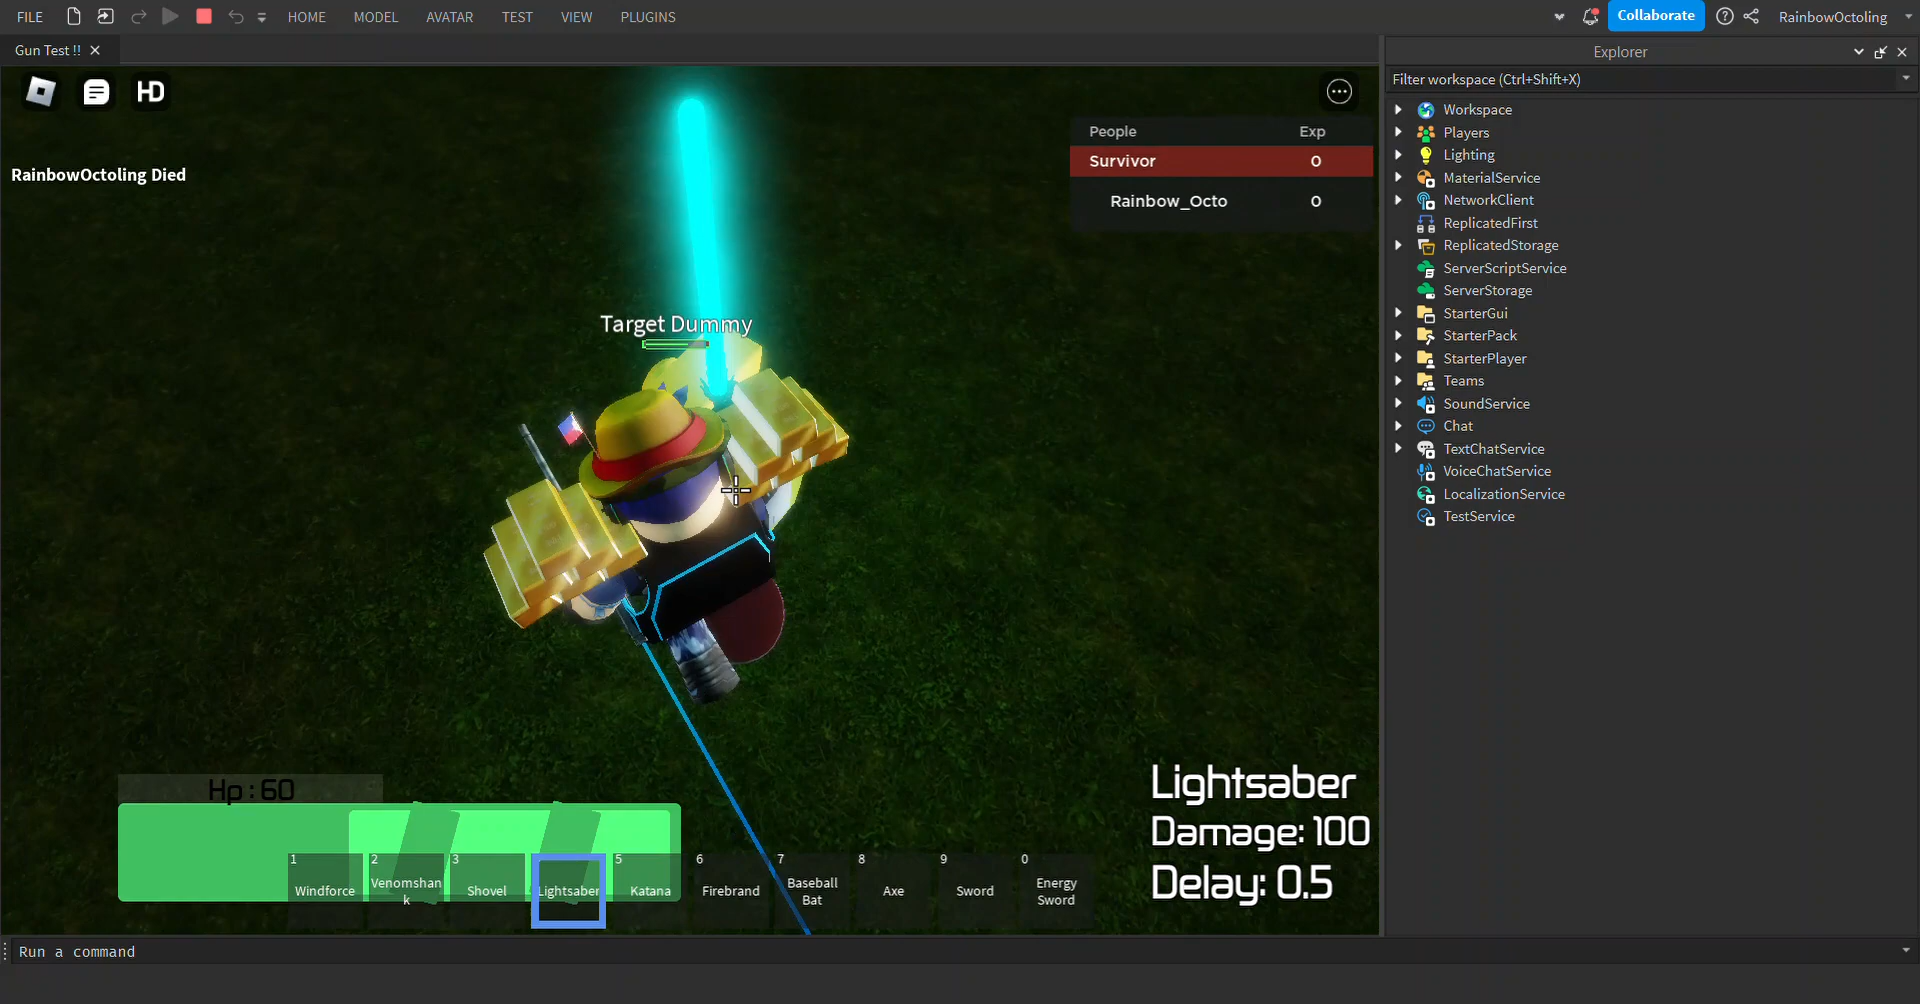 FILE
HOME
MODEL
AVATAR
TEST
VIEW
PLUGINS
Collaborate
RainbowOctoling
Gun Test !!
Explorer
Filter workspace (Ctrl+Shift+X)
HD
RainbowOctoling Died
People Exp
Survivor 0
Rainbow_Octo 0
Target Dummy
Workspace
Players
Lighting
MaterialService
NetworkClient
ReplicatedFirst
ReplicatedStorage
ServerScriptService
ServerStorage
StarterGui
StarterPack
StarterPlayer
Teams
SoundService
Chat
TextChatService
VoiceChatService
LocalizationService
TestService
Hp : 60
Lightsaber
Damage: 100
Delay: 0.5
1
Windforce
2
Venomshan
k
3
Shovel
Lightsaber
5
Katana
6
Firebrand
7
Baseball
Bat
8
Axe
9
Sword
0
Energy
Sword
Run a command